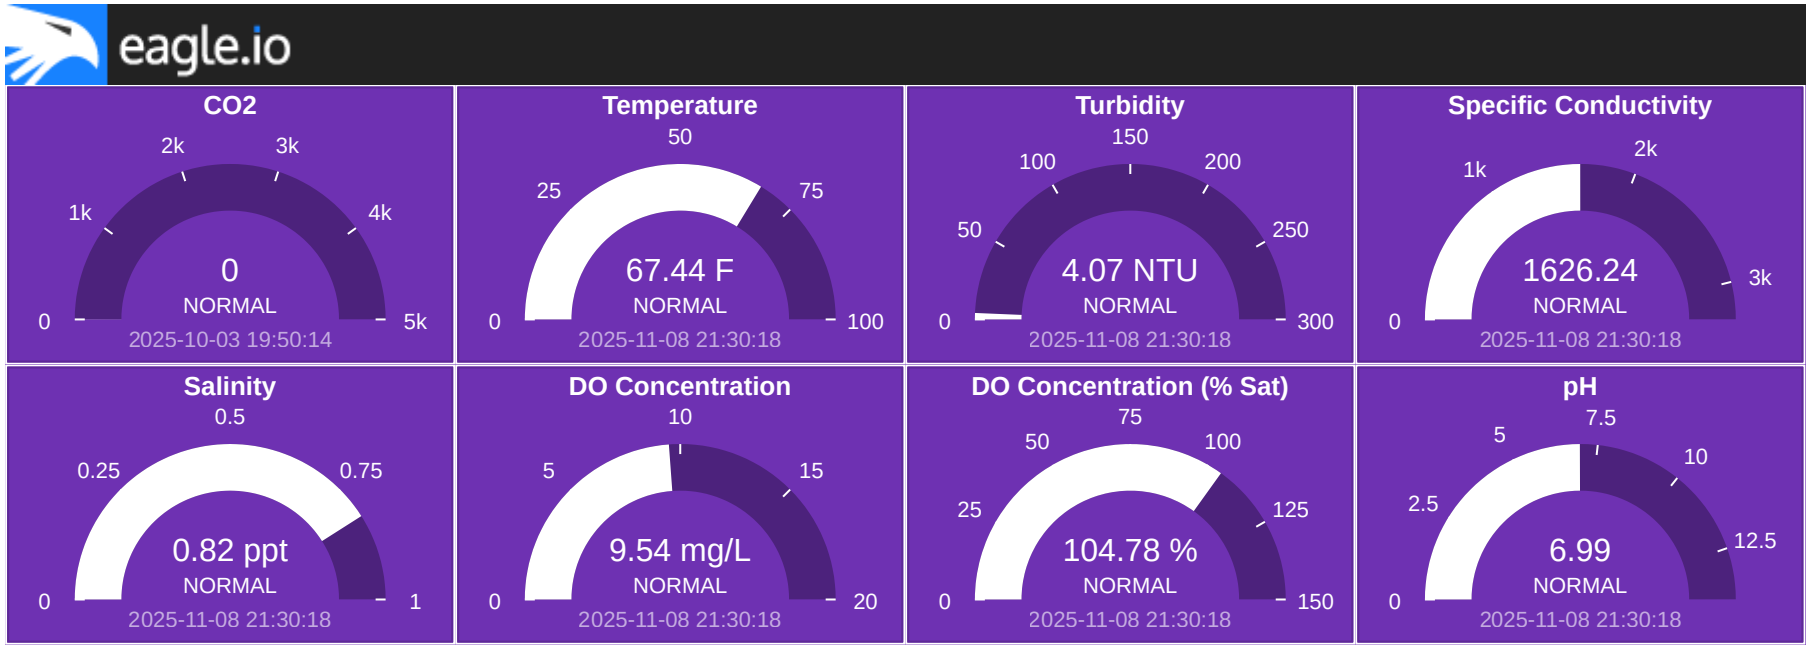 eagle.io
CO2
2k
3k
1k
4k
0
5k
0
NORMAL
2025-10-03 19:50:14
Temperature
50
25
75
0
100
67.44 F
NORMAL
2025-11-08 21:30:18
Turbidity
150
100
200
50
250
0
300
4.07 NTU
NORMAL
2025-11-08 21:30:18
Specific Conductivity
2k
1k
3k
0
1626.24
NORMAL
2025-11-08 21:30:18
Salinity
0.5
0.25
0.75
0
1
0.82 ppt
NORMAL
2025-11-08 21:30:18
DO Concentration
10
5
15
0
20
9.54 mg/L
NORMAL
2025-11-08 21:30:18
DO Concentration (% Sat)
75
50
100
25
125
0
150
104.78 %
NORMAL
2025-11-08 21:30:18
pH
7.5
5
10
2.5
12.5
0
6.99
NORMAL
2025-11-08 21:30:18